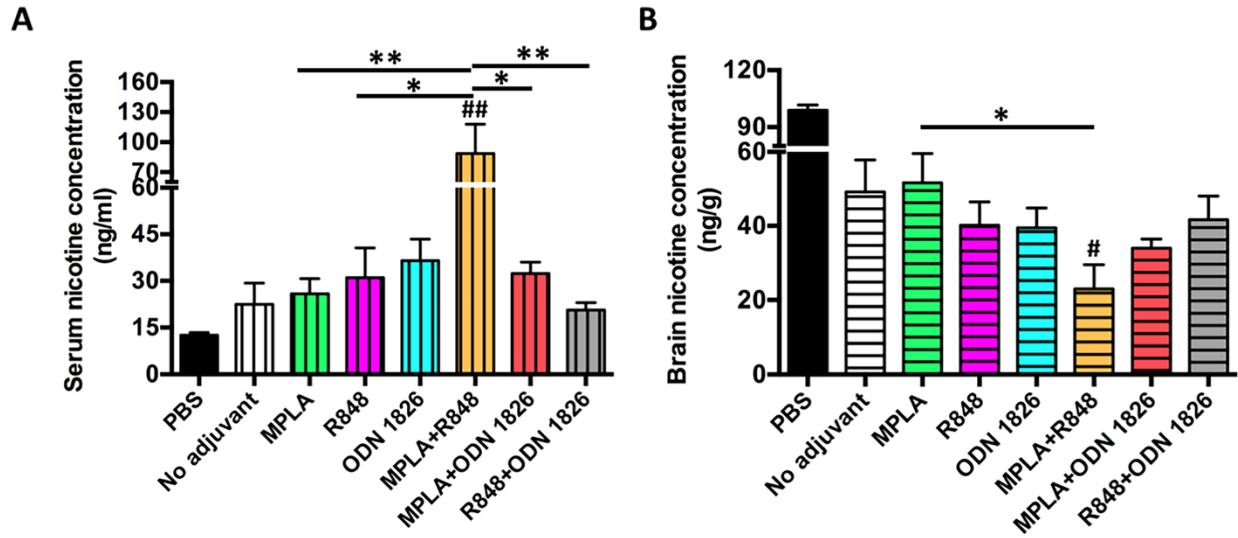 A
Serum nicotine concentration
(ng/ml)
160
130
100
70
60
45
30
15
0
**
**
*
*
##
PBS
No adjuvant
MPLA
R848
ODN 1826
MPLA+R848
MPLA+ODN 1826
R848+ODN 1826
B
Brain nicotine concentration
(ng/g)
120
90
60
40
20
0
*
#
PBS
No adjuvant
MPLA
R848
ODN 1826
MPLA+R848
MPLA+ODN 1826
R848+ODN 1826